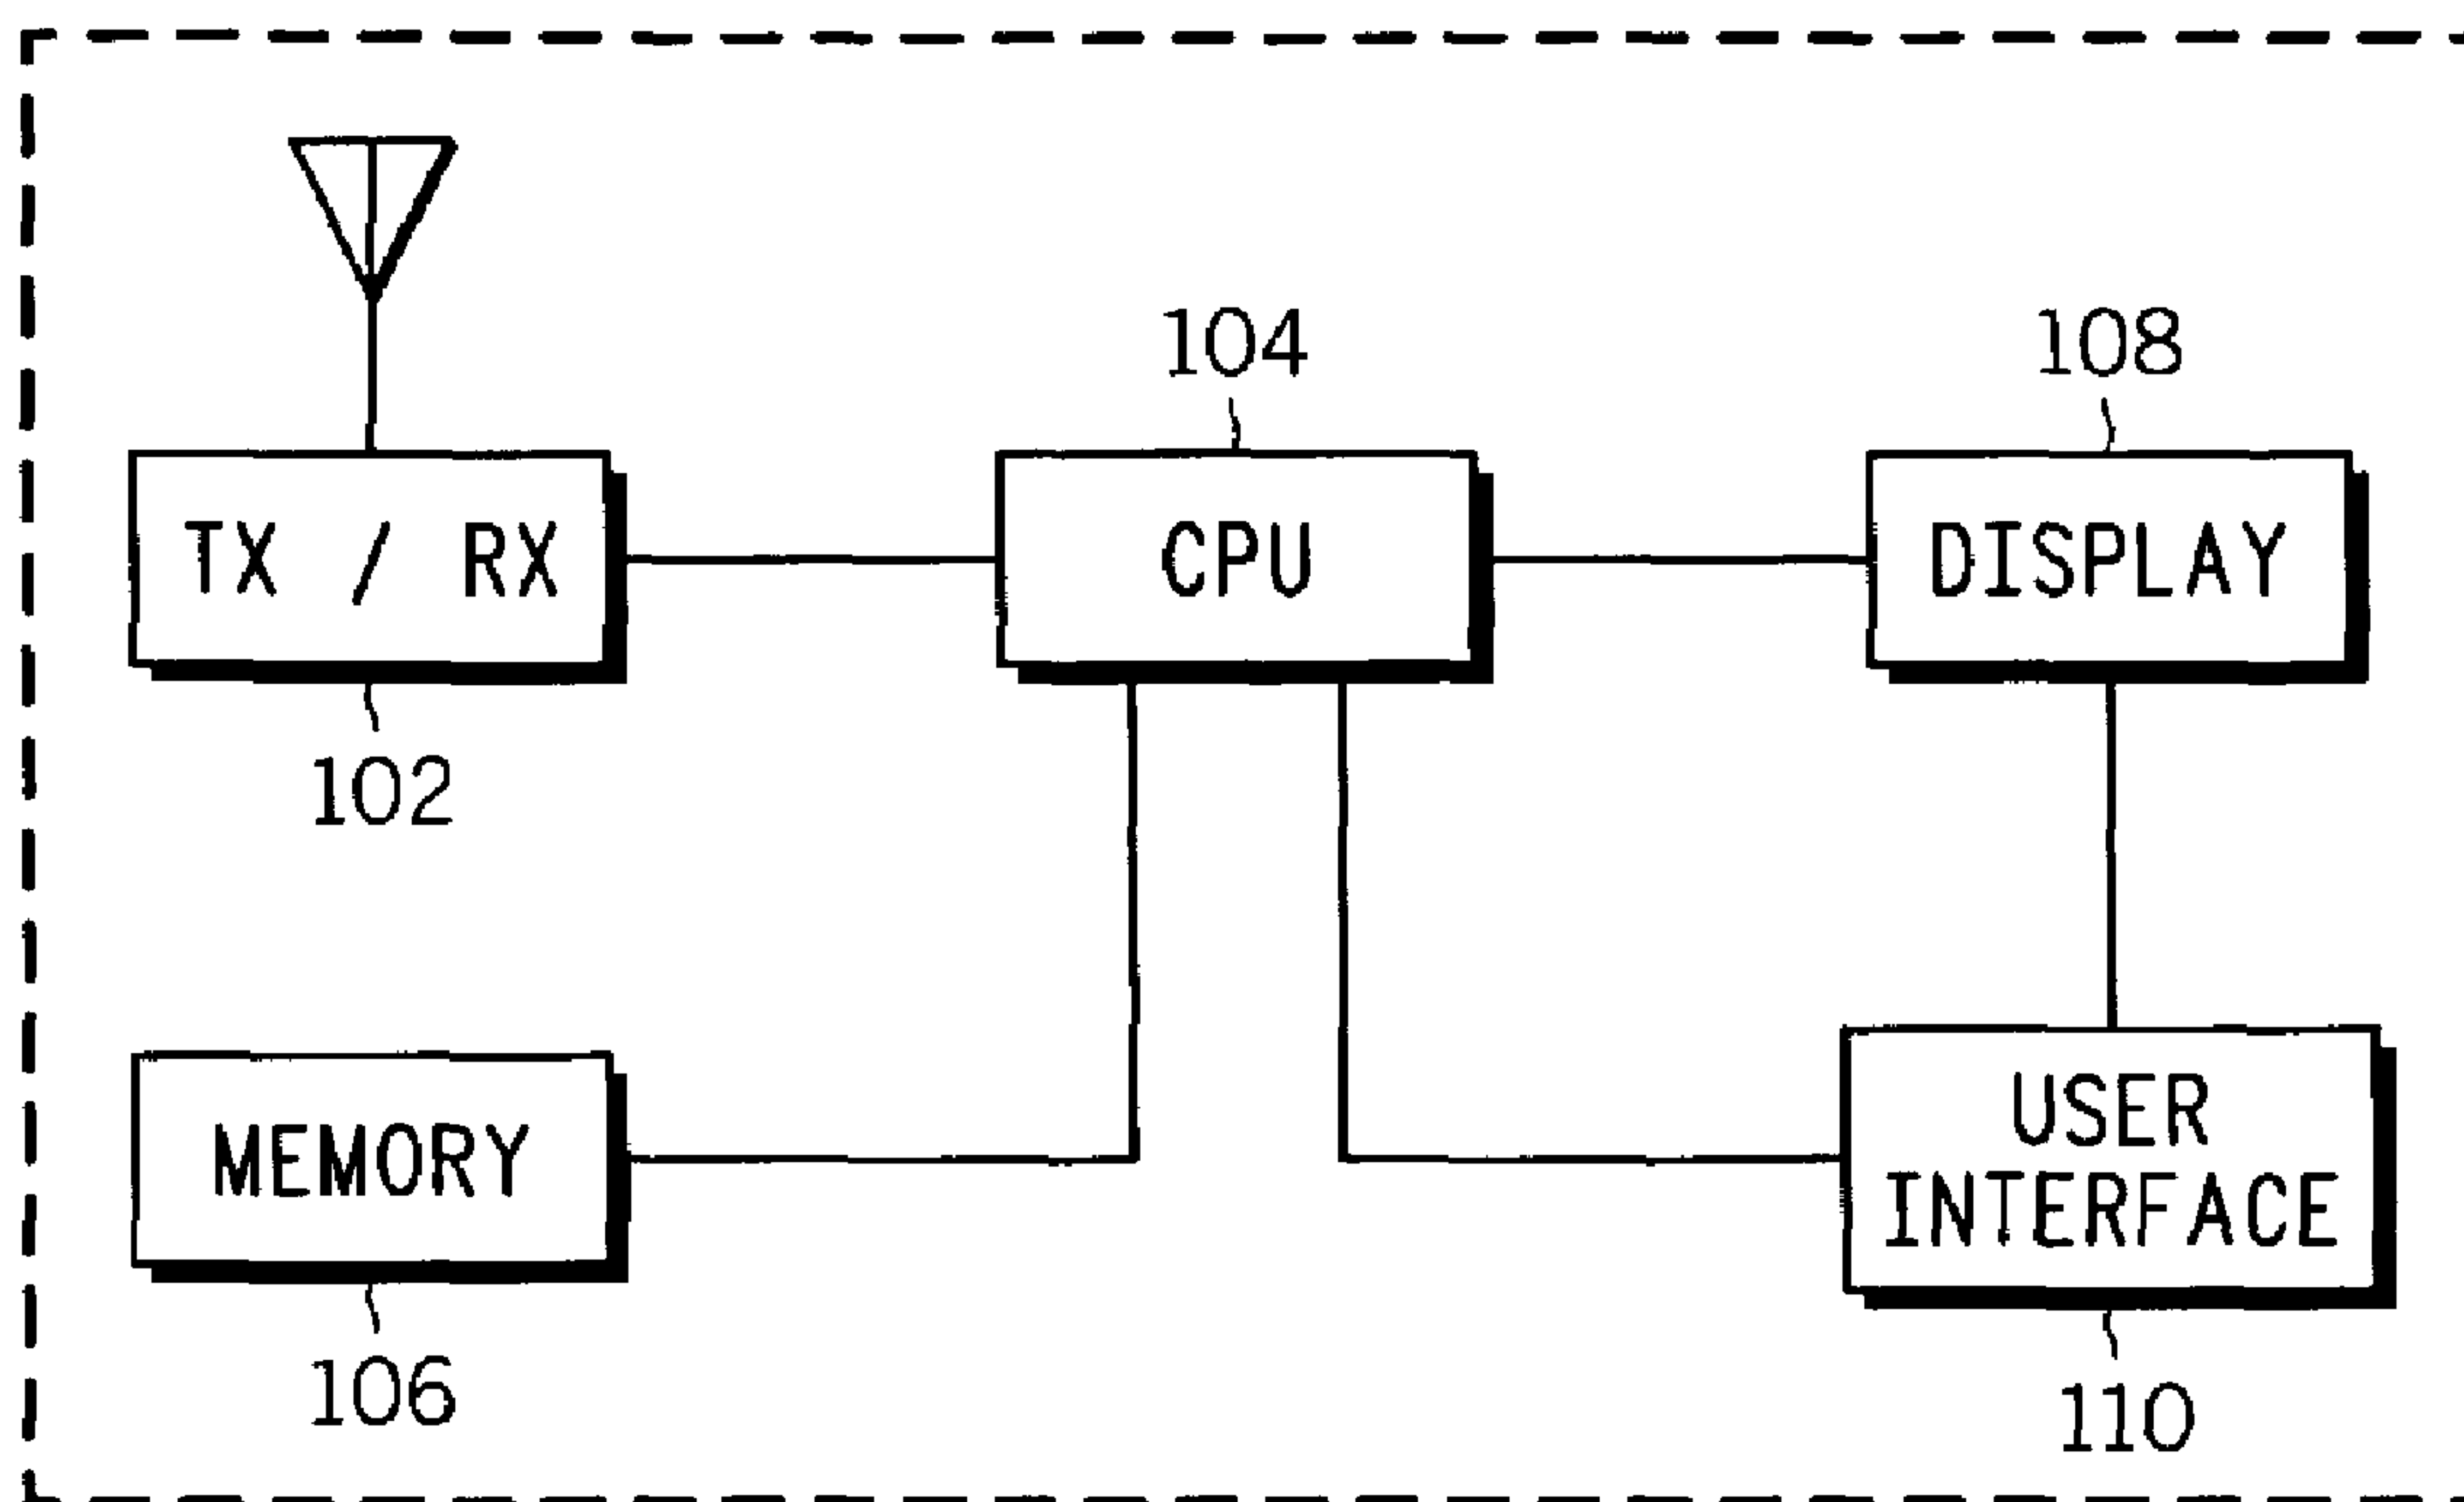 104
108
TX / RX
CPU
DISPLAY
102
MEMORY
USER
INTERFACE
106
110